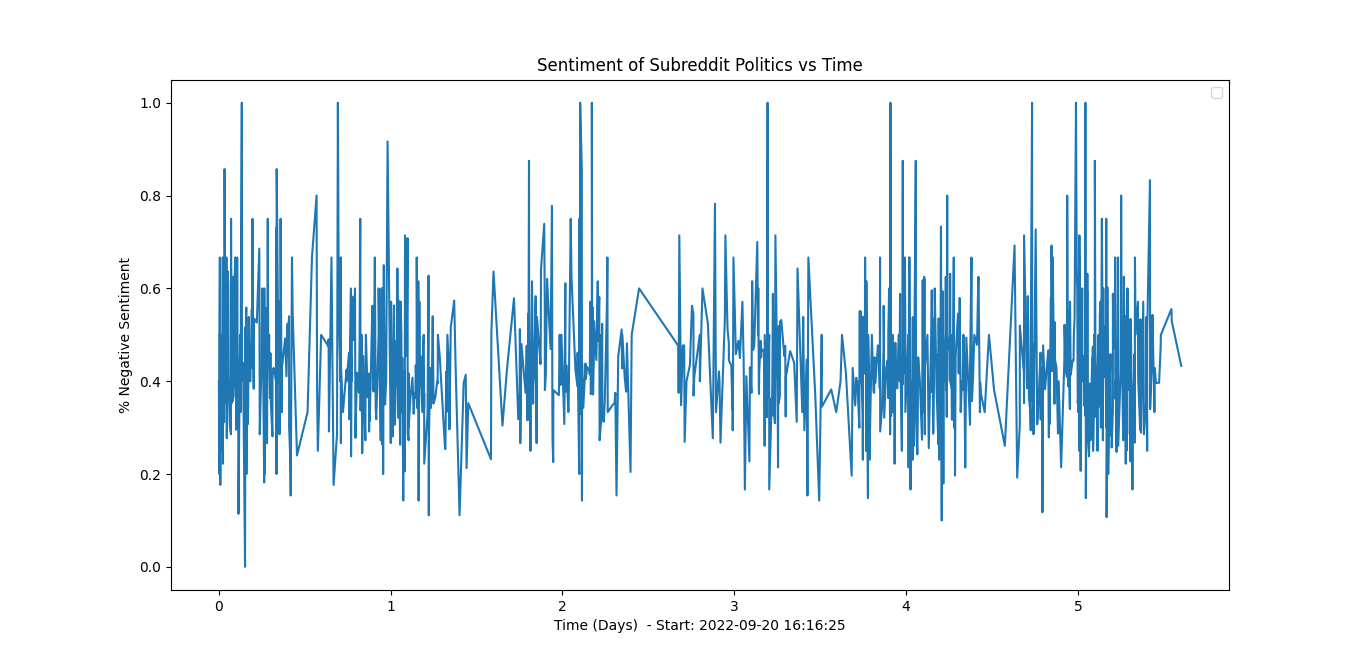 Sentiment of Subreddit Politics vs Time
1.0
0.8
0.6
0.4
0.2
0.0
% Negative Sentiment
0 1 2 3 4 5
Time (Days)  - Start: 2022-09-20 16:16:25